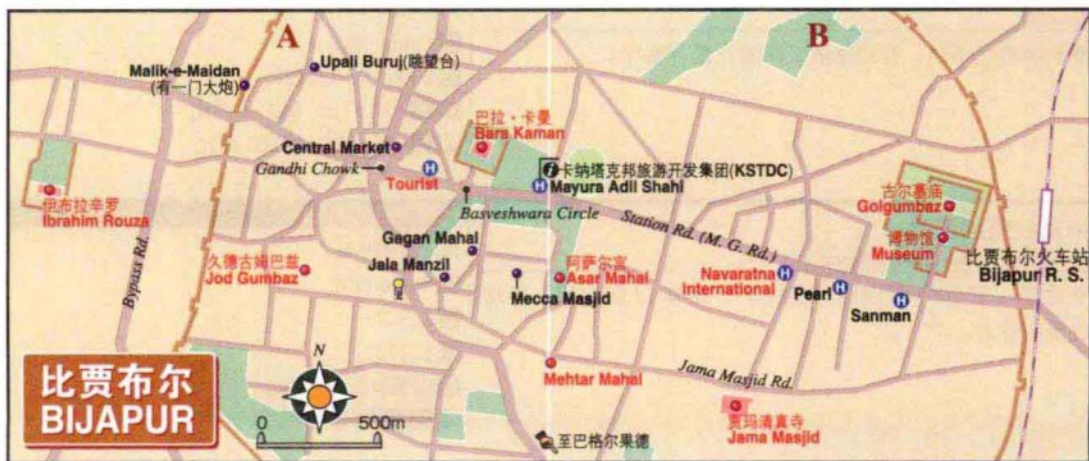 A
B
Malik-e-Maidan
(有一门大炮)
Upali Buruj(眺望台)
巴拉·卡曼
Bara Kaman
Central Market
Gandhi Chowk
Tourist
i
卡纳塔克邦旅游开发集团(KSTDC)
H
H
Mayura Adil Shahi
Basveshwara Circle
Station Rd. (M. G. Rd.)
古尔墓庙
Golgumbaz
博物馆
Museum
比贾布尔火车站
Bijapur R. S.
伊布拉辛罗
Ibrahim Rouza
Bypass Rd.
久德古姆巴兹
Jod Gumbaz
Gagan Mahal
Jala Manzil
Mecca Masjid
阿萨尔宫
Asar Mahal
Navaratna
International
H
Pearl
H
Sanman
H
Mehtar Mahal
Jama Masjid Rd.
贾玛清真寺
Jama Masjid
至巴格尔果德
比贾布尔
BIJAPUR
N
0
500m